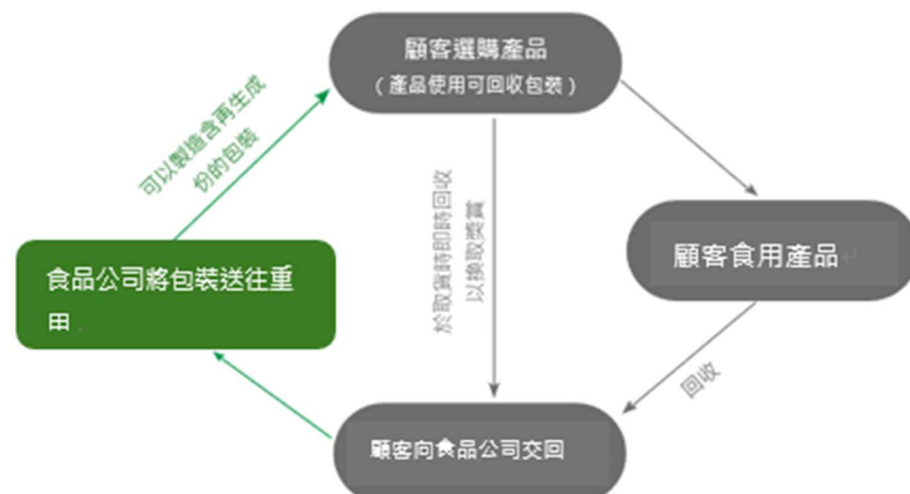 顧客選購產品
（產品使用可回收包裝）
可以製造含再生成
份的包裝
於取貨時即時回收
以換取獎賞
顧客食用產品
食品公司將包裝送往重
回收
顧客向食品公司交回